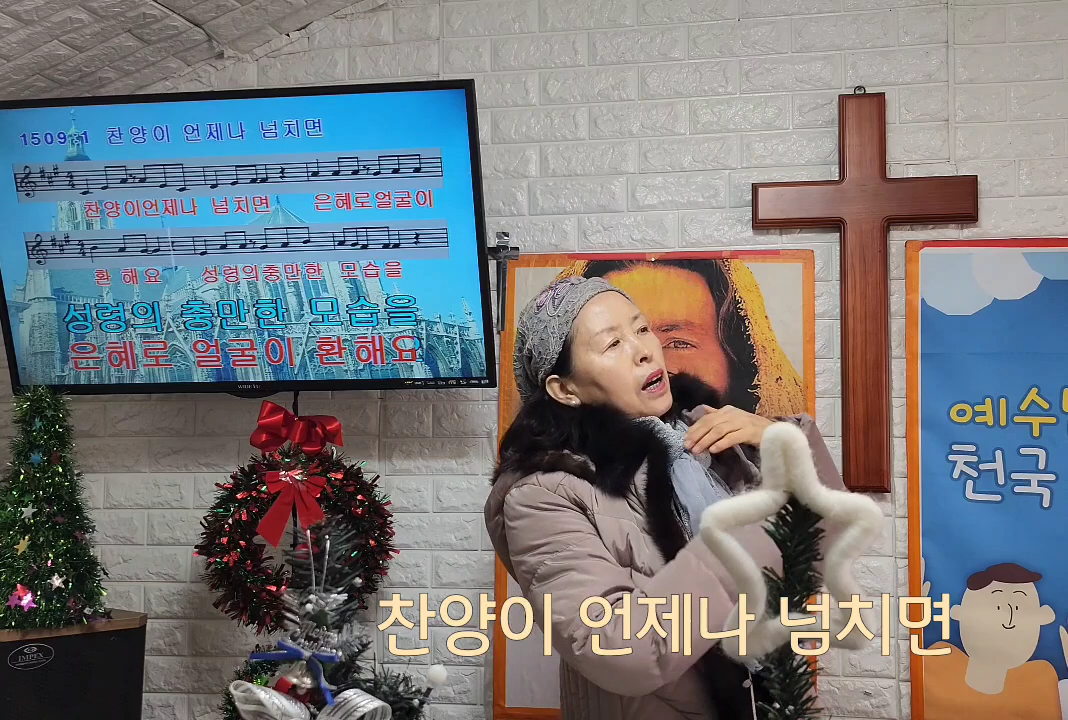 1509-1 찬양이 언제나 넘치면
찬양이언제나 넘치면 은혜로얼굴이
환 해요 성령의충만한 모습을
성령의 충만한 모습을
은혜로 얼굴이 환해요
예수
천국
IMPEX
찬양이 언제나 넘치면